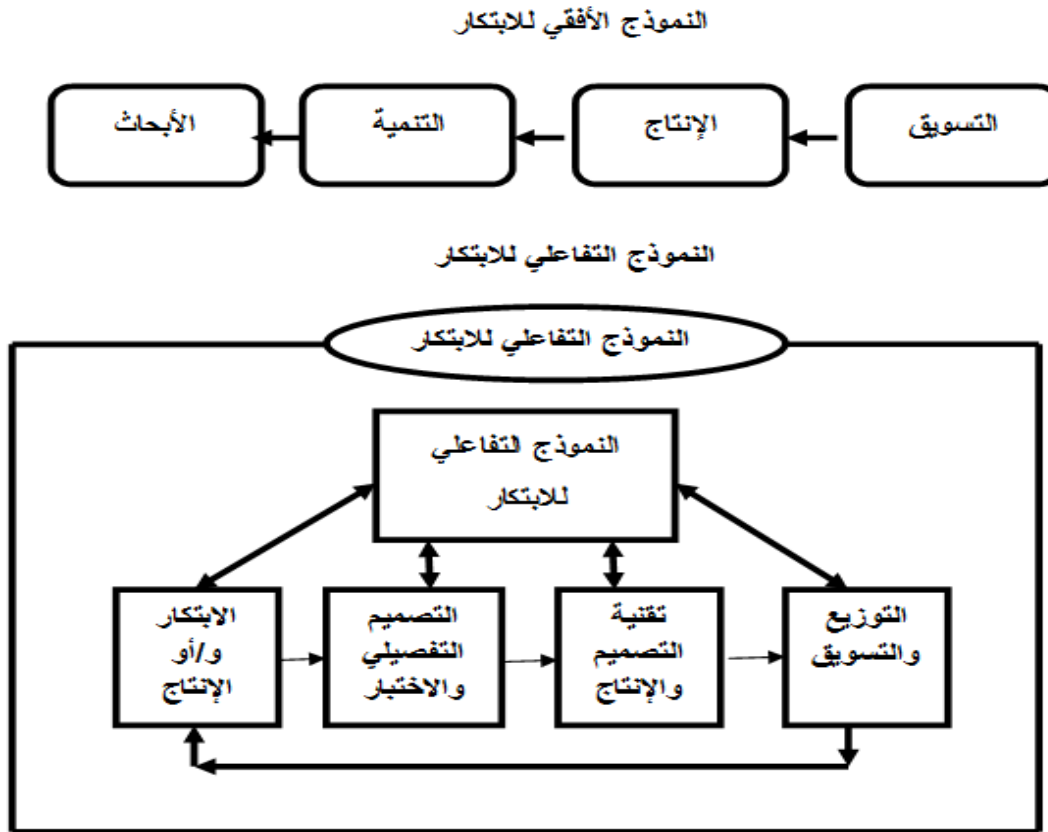 النموذج الأفقي للابتكار
التسويق
الإنتاج
التنمية
الأبحاث
النموذج التفاعلي للابتكار
النموذج التفاعلي للابتكار
النموذج التفاعلي
للابتكار
التوزيع
والتسويق
تقنية
التصميم
والإنتاج
التصميم
التفصيلي
والاختبار
الابتكار
و/أو
الإنتاج